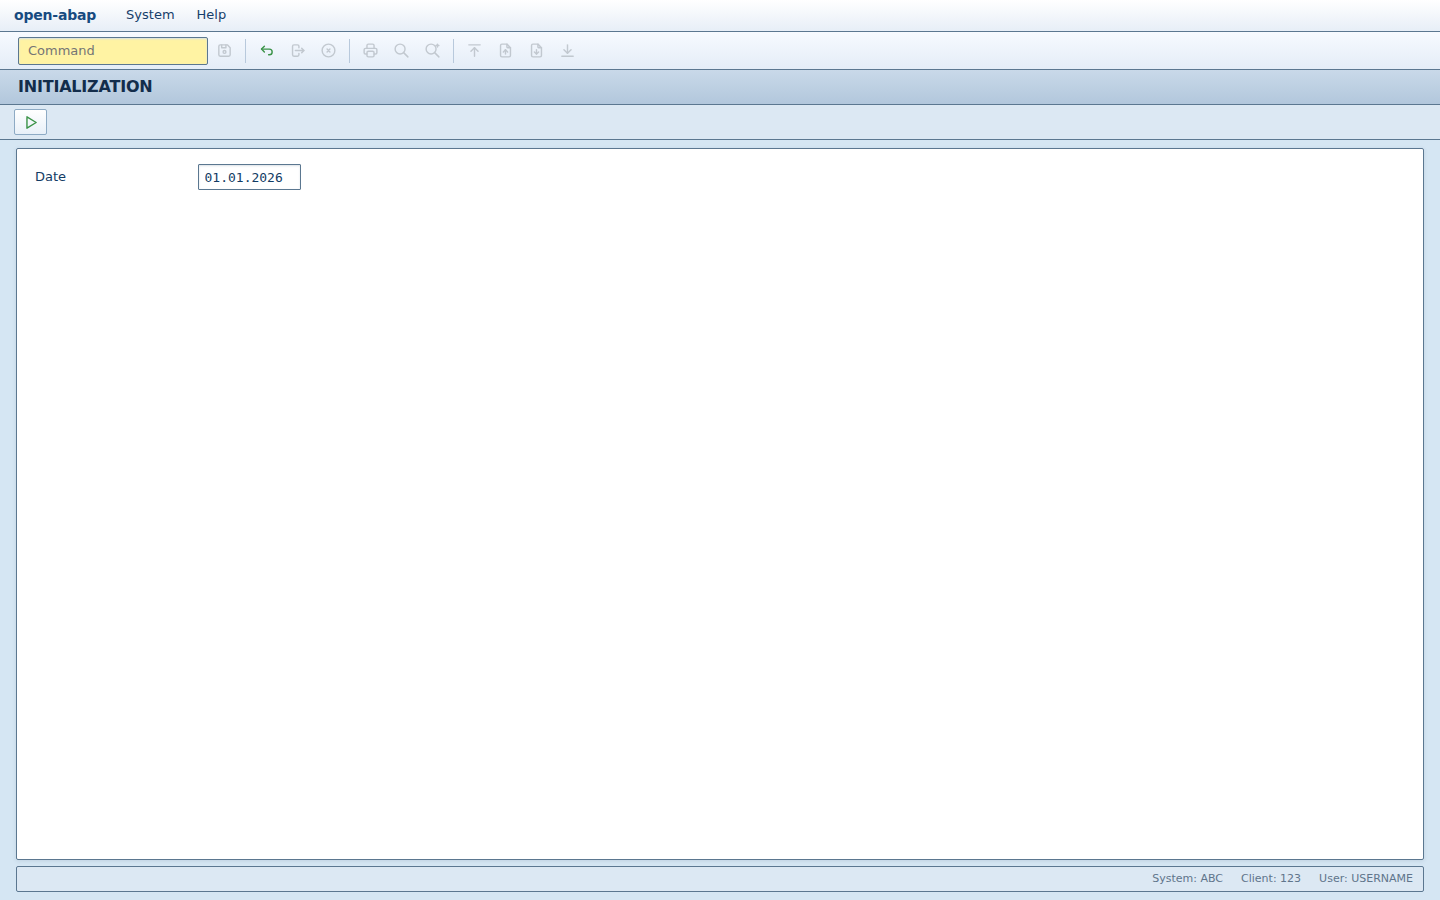 open-abap System Help
Command
INITIALIZATION
Date 01.01.2026
System: ABC Client: 123 User: USERNAME